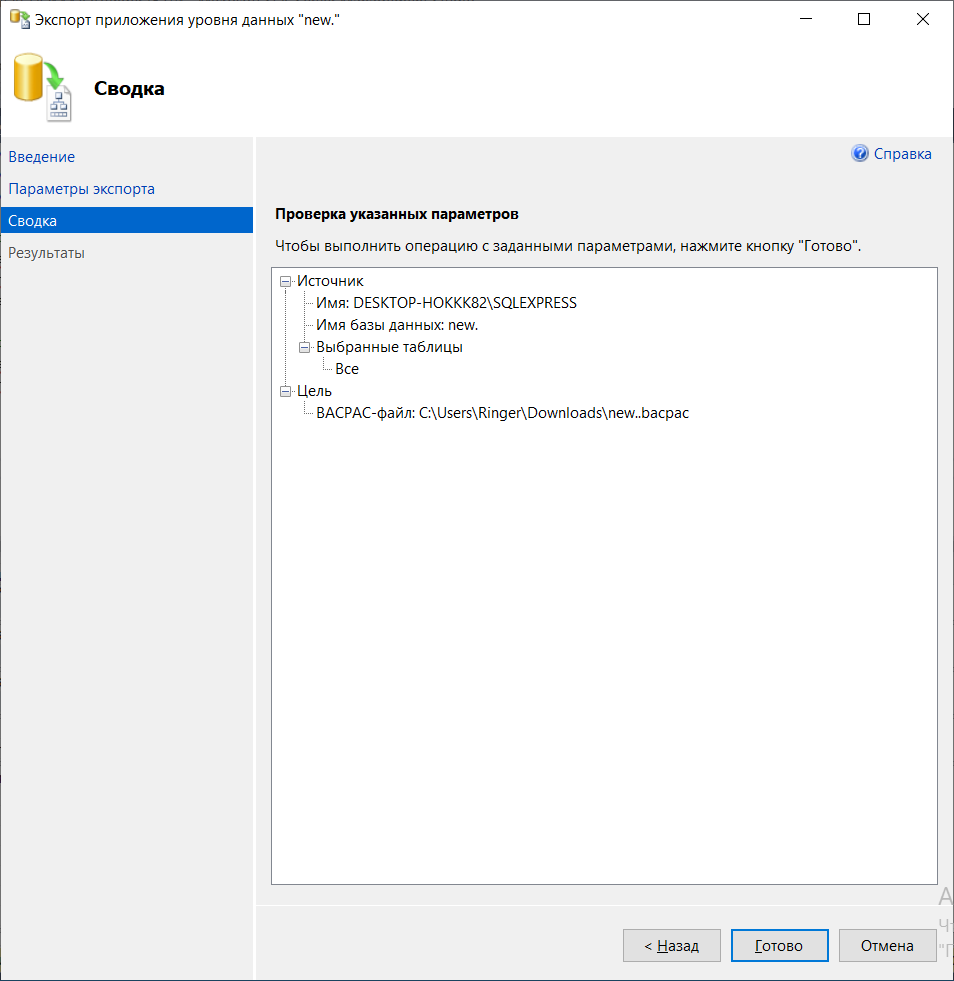 Экспорт приложения уровня данных "new."
Сводка
Введение
Параметры экспорта
Сводка
Результаты
Справка
Проверка указанных параметров
Чтобы выполнить операцию с заданными параметрами, нажмите кнопку "Готово".
Источник
Имя: DESKTOP-HOKKK82\SQLEXPRESS
Имя базы данных: new.
Выбранные таблицы
Все
Цель
BACPAC-файл: C:\Users\Ringer\Downloads\new..bacpac
< Назад
Готово
Отмена